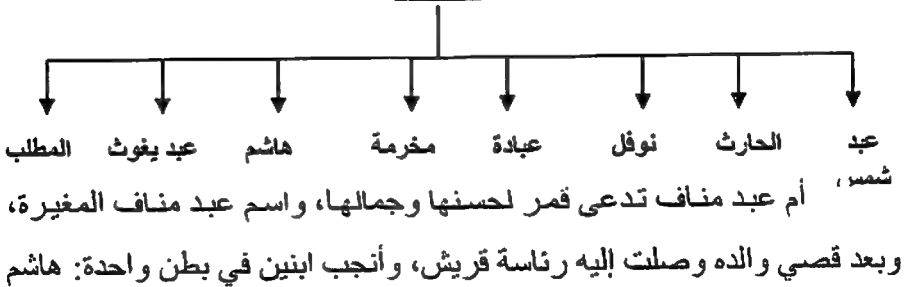 عبد الحارث نوفل عبادة مخرمة هاشم عبد يغوث المطلب
شمس
أم عبد مناف تدعى قمر لحسنها وجمالها، واسم عبد مناف المغيرة،
وبعد قصي والده وصلت إليه رئاسة قريش، وأنجب ابنين في بطن واحدة: هاشم